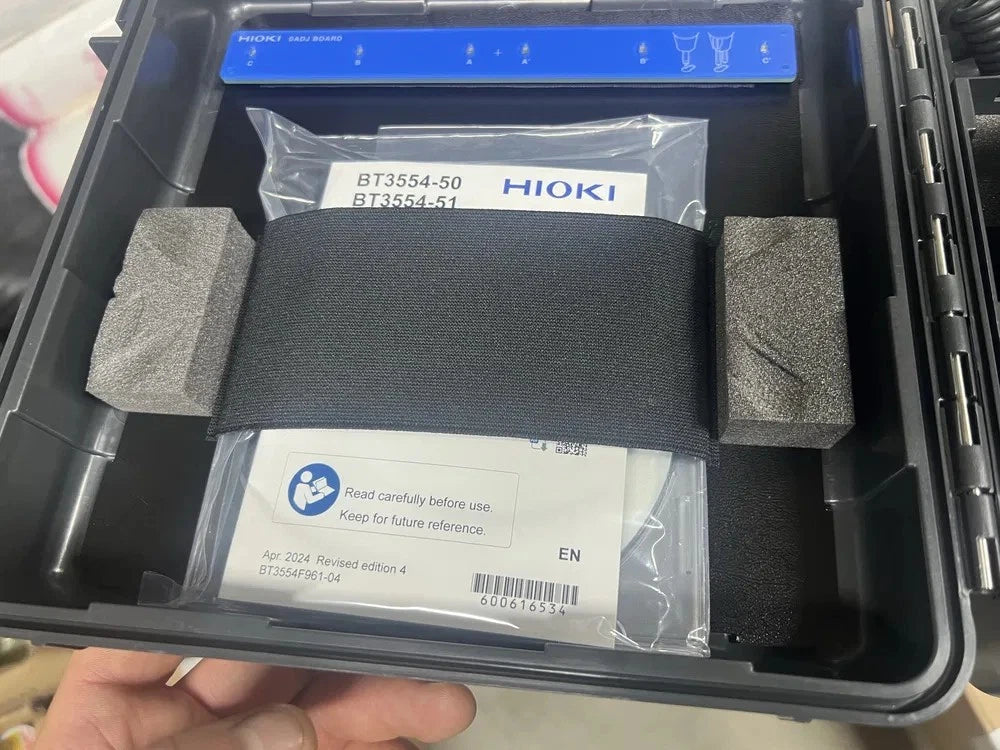 HIOKI 0ADJ BOARD
C B A + A' B' C'
BT3554-50 HIOKI
BT3554-51
Read carefully before use.
Keep for future reference.
EN
Apr. 2024 Revised edition 4
BT3554F961-04
600616534